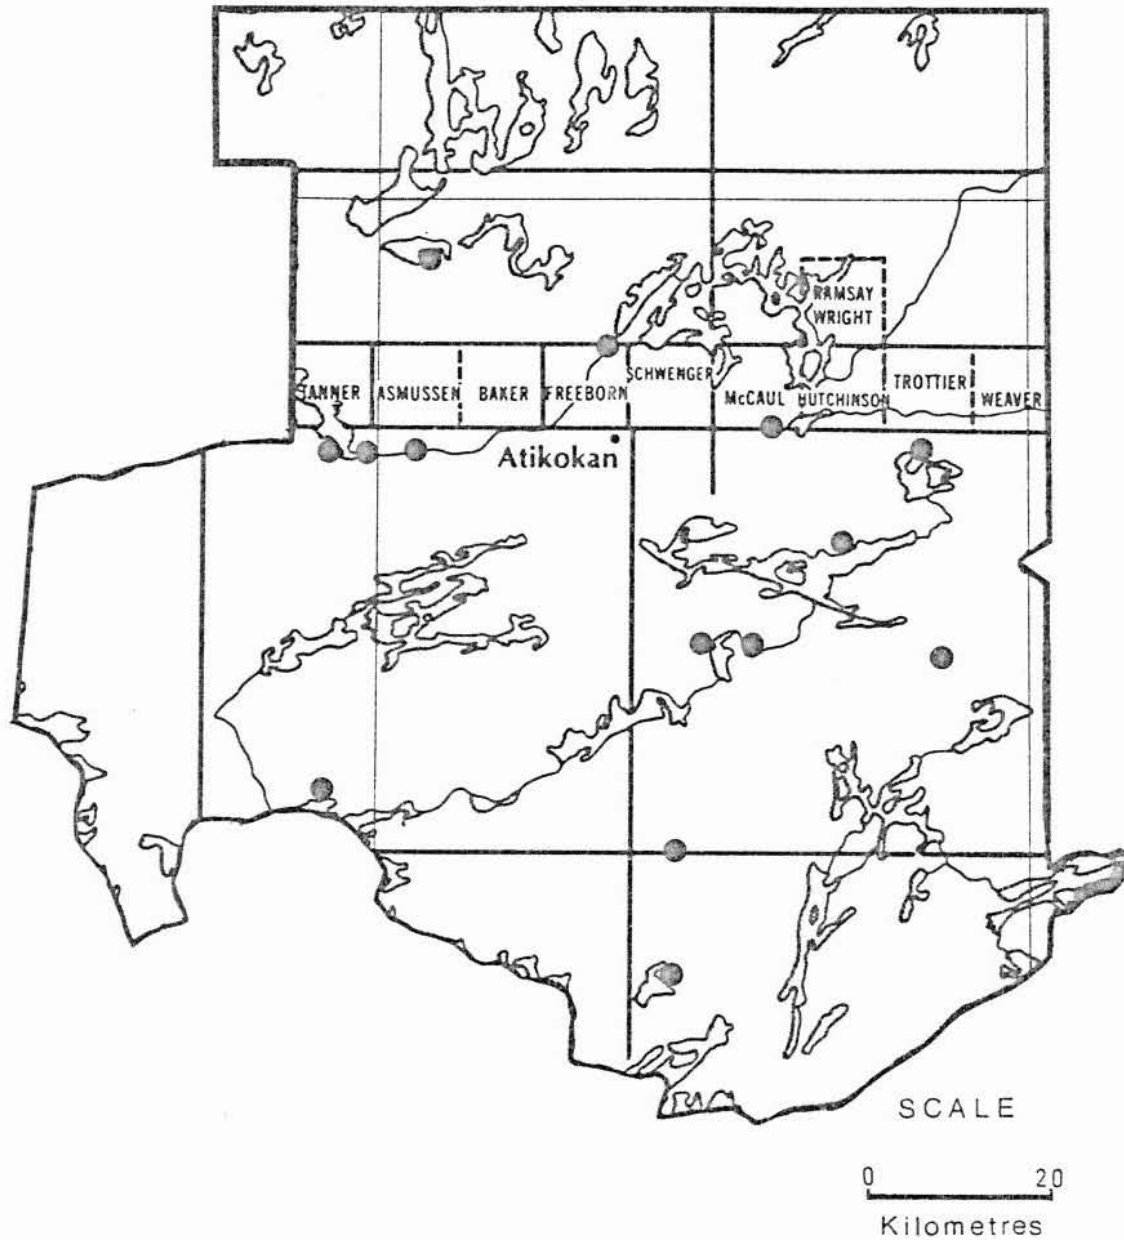 RAMSAY
WRIGHT
TANNER
ASMUSSEN
BAKER
FREEBORN
SCHWENGER
McCAUL
HUTCHINSON
TROTTIER
WEAVER
Atikokan
SCALE
0 20
Kilometres